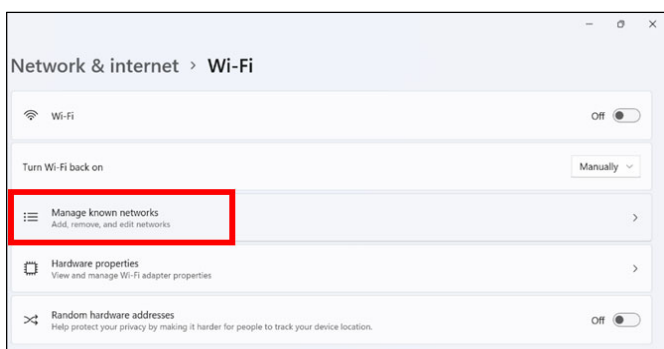 Network & internet > Wi-Fi
Wi-Fi
Off
Turn Wi-Fi back on
Manually
Manage known networks
Add, remove, and edit networks
Hardware properties
View and manage Wi-Fi adapter properties
Random hardware addresses
Help protect your privacy by making it harder for people to track your device location.
Off